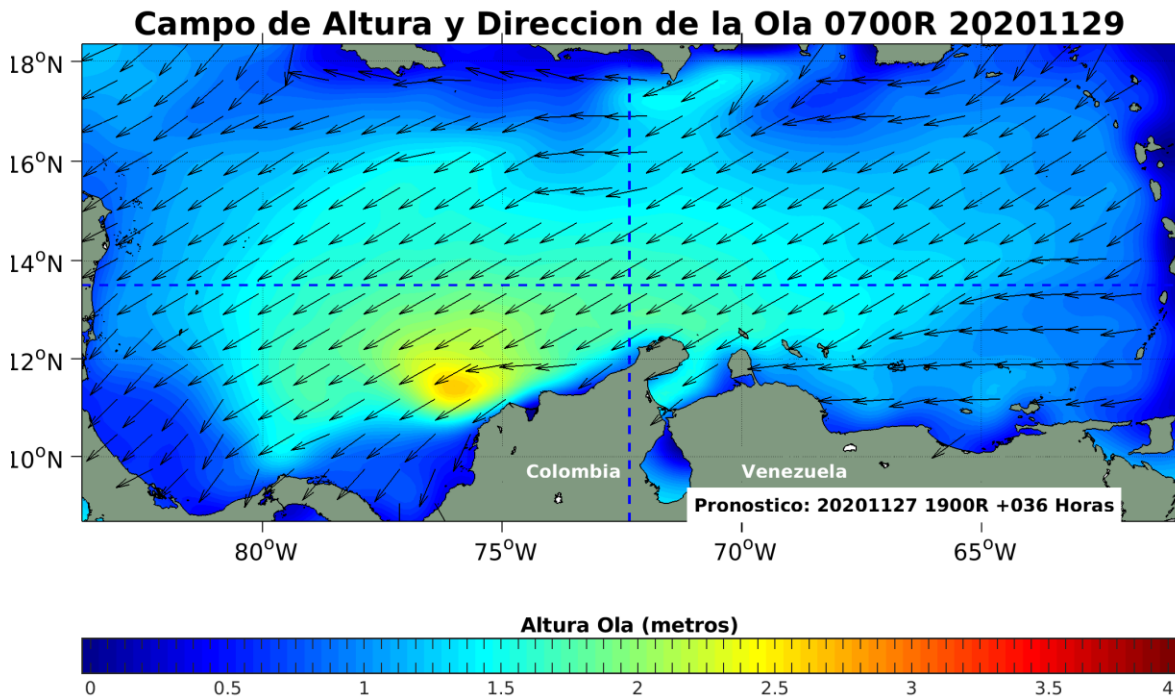 Campo de Altura y Direccion de la Ola 0700R 20201129
18°N
16°N
14°N
12°N
10°N
Colombia
Venezuela
Pronostico: 20201127 1900R +036 Horas
80°W
75°W
70°W
65°W
Altura Ola (metros)
0 0.5 1 1.5 2 2.5 3 3.5 4